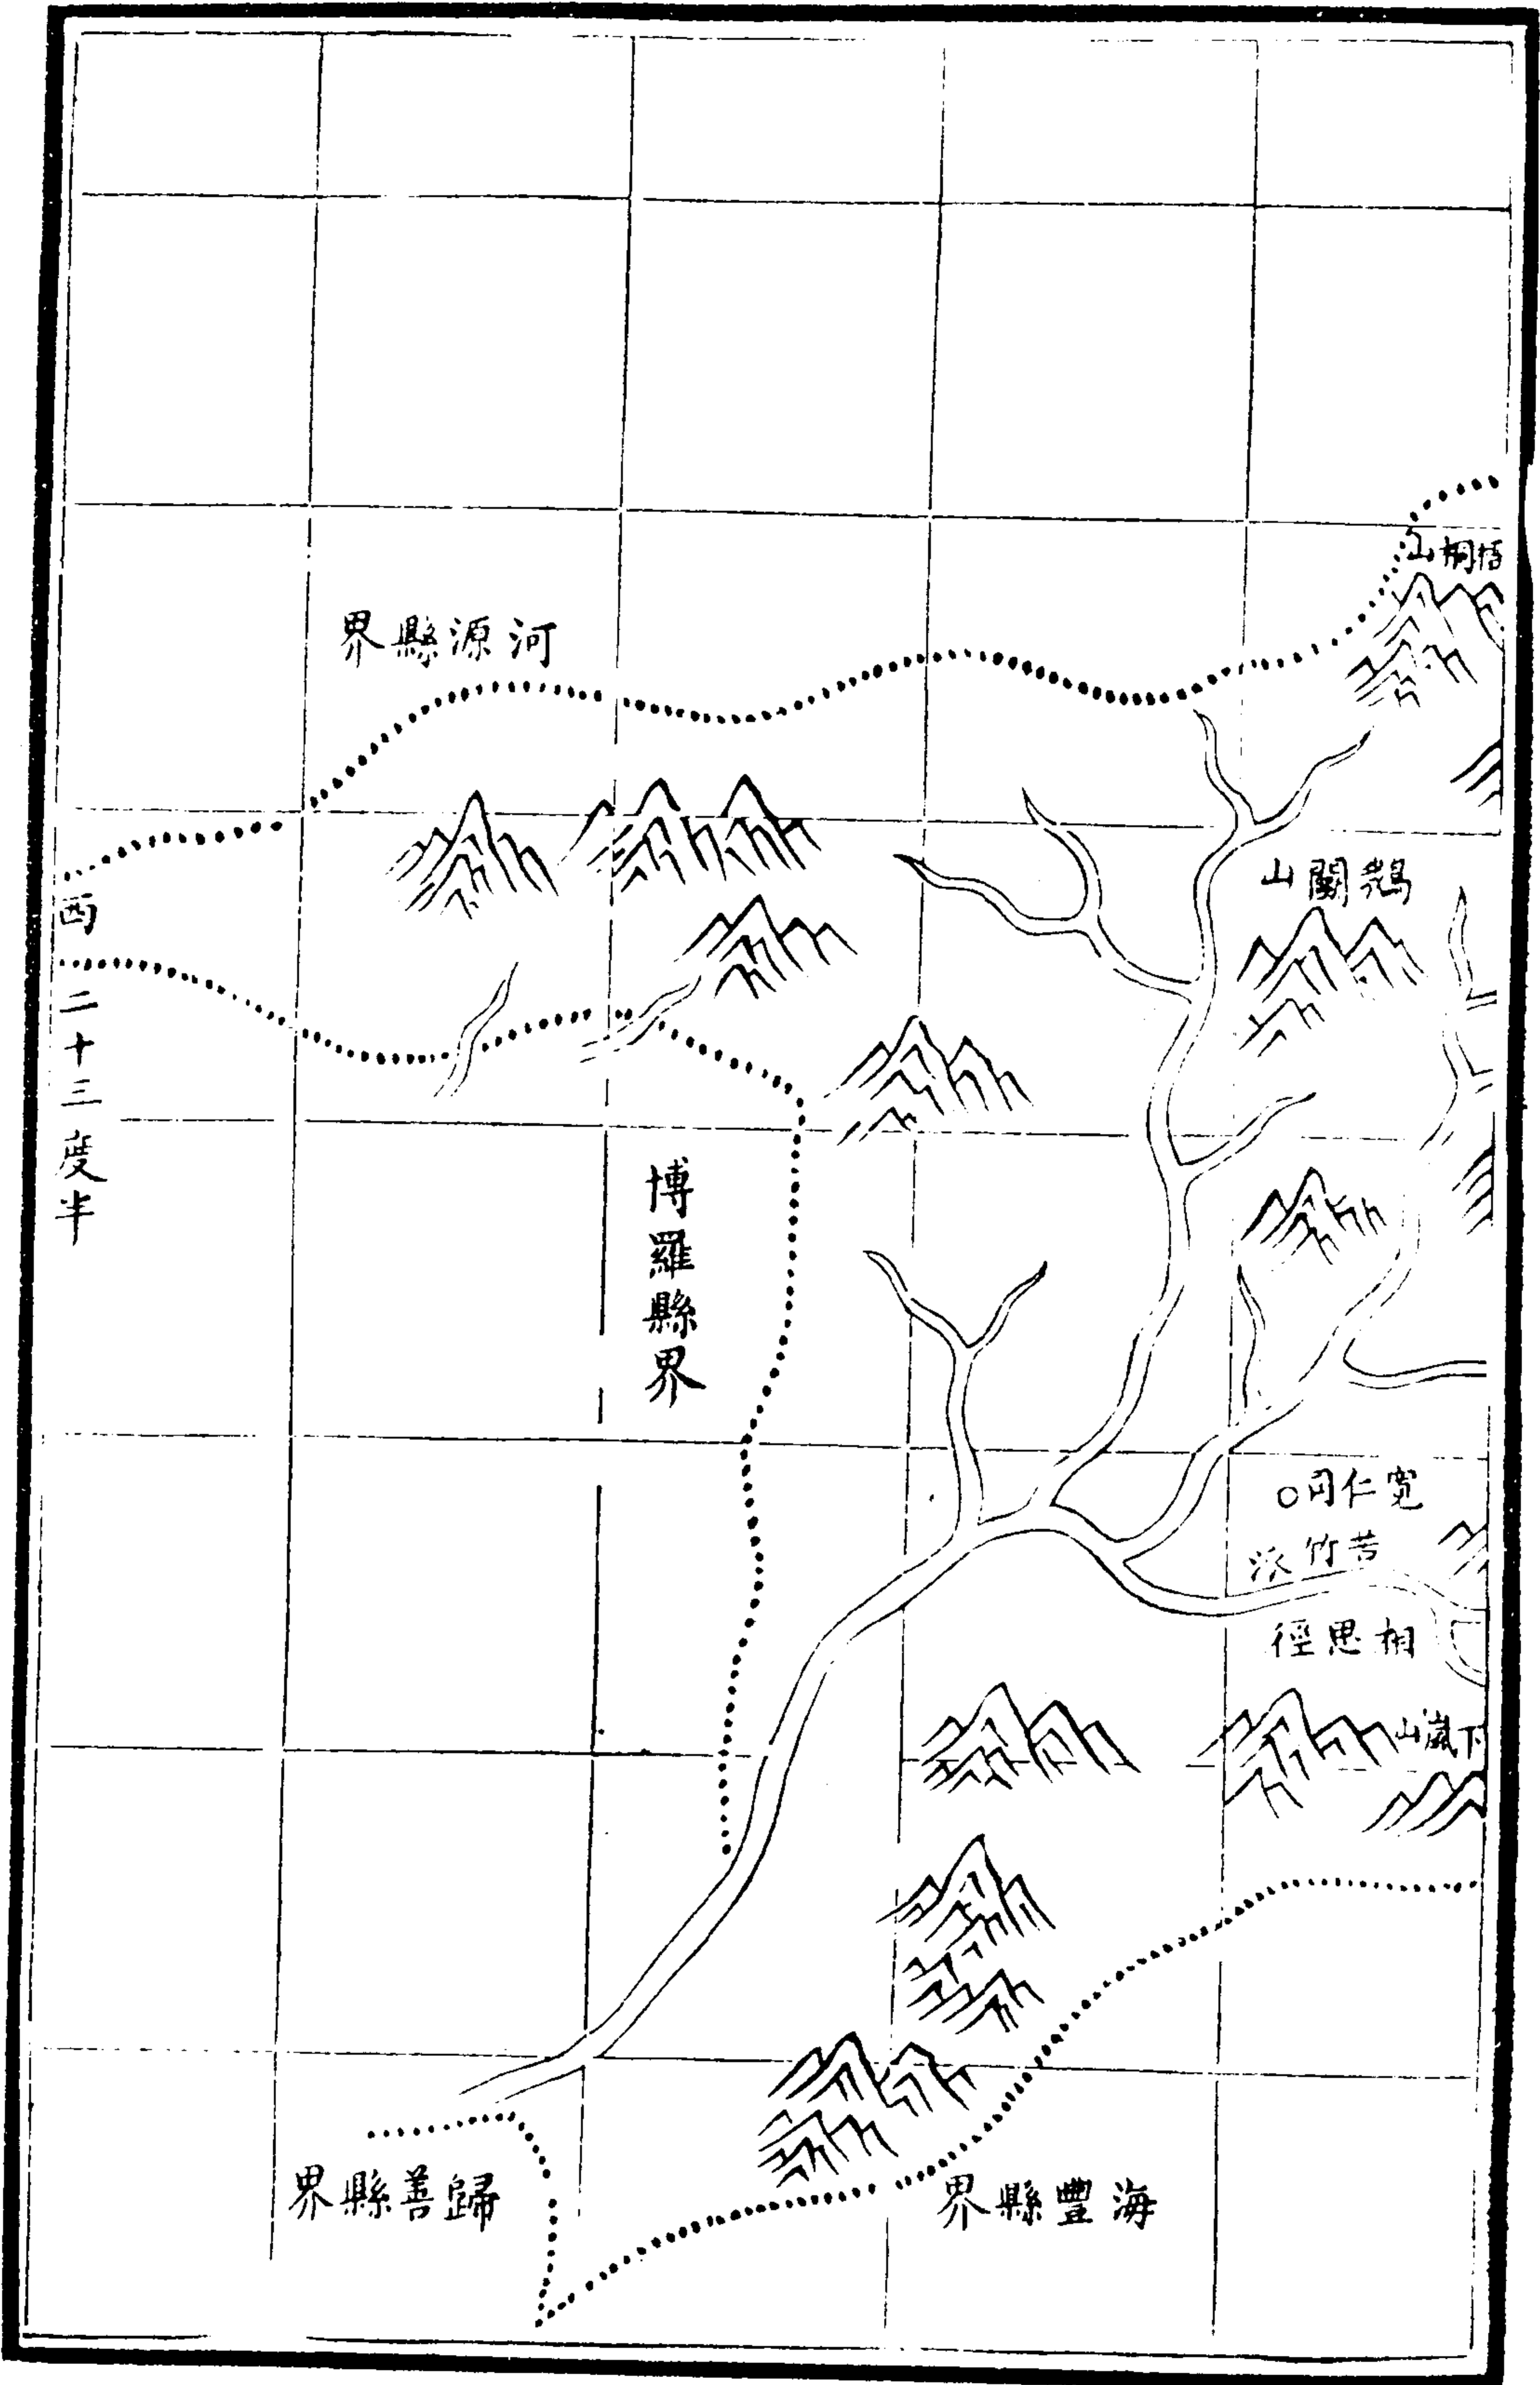 梧桐山
河源縣界
鵝關山
西
二十三度半
博羅縣界
寬仁司
苦竹派
相思徑
下嵐山
歸善縣界
海豐縣界